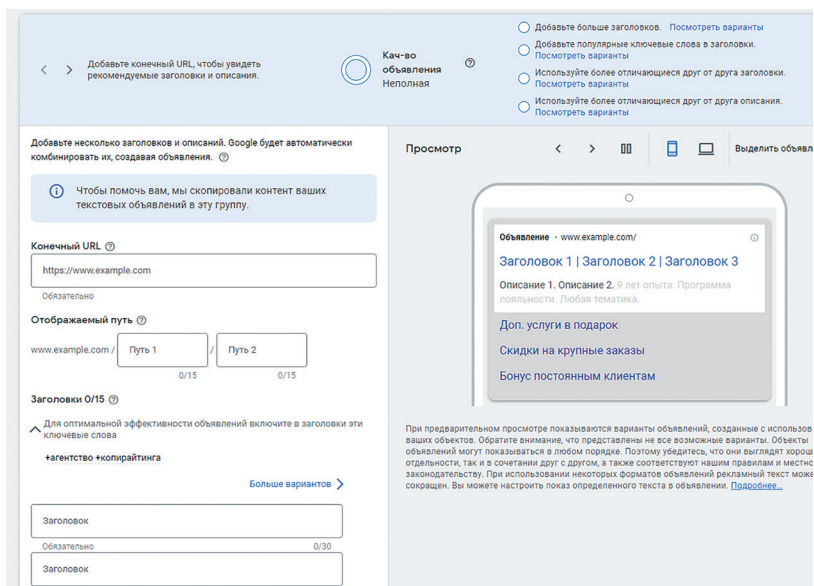 Добавьте конечный URL, чтобы увидеть
рекомендуемые заголовки и описания.
Кач-во
объявления
Неполная
Добавьте больше заголовков. Посмотреть варианты
Добавьте популярные ключевые слова в заголовки.
Посмотреть варианты
Используйте более отличающиеся друг от друга заголовки.
Посмотреть варианты
Используйте более отличающиеся друг от друга описания.
Посмотреть варианты
Добавьте несколько заголовков и описаний. Google будет автоматически
комбинировать их, создавая объявления.
Чтобы помочь вам, мы скопировали контент ваших
текстовых объявлений в эту группу.
Конечный URL
https://www.example.com
Обязательно
Отображаемый путь
www.example.com / Путь 1 / Путь 2
0/15 0/15
Заголовки 0/15
Для оптимальной эффективности объявлений включите в заголовки эти
ключевые слова
+агентство +копирайтинга
Больше вариантов
Заголовок
Обязательно 0/30
Заголовок
Просмотр
Выделить объявл
Объявление · www.example.com/
Заголовок 1 | Заголовок 2 | Заголовок 3
Описание 1. Описание 2. 9 лет опыта. Программа
лояльности. Любая тематика.
Доп. услуги в подарок
Скидки на крупные заказы
Бонус постоянным клиентам
При предварительном просмотре показываются варианты объявлений, созданные с использов
ваших объектов. Обратите внимание, что представлены не все возможные варианты. Объекты
объявлений могут показываться в любом порядке. Поэтому убедитесь, что они выглядят хорош
отдельности, так и в сочетании друг с другом, а также соответствуют нашим правилам и местно
законодательству. При использовании некоторых форматов объявлений рекламный текст може
сокращен. Вы можете настроить показ определенного текста в объявлении. Подробнее...